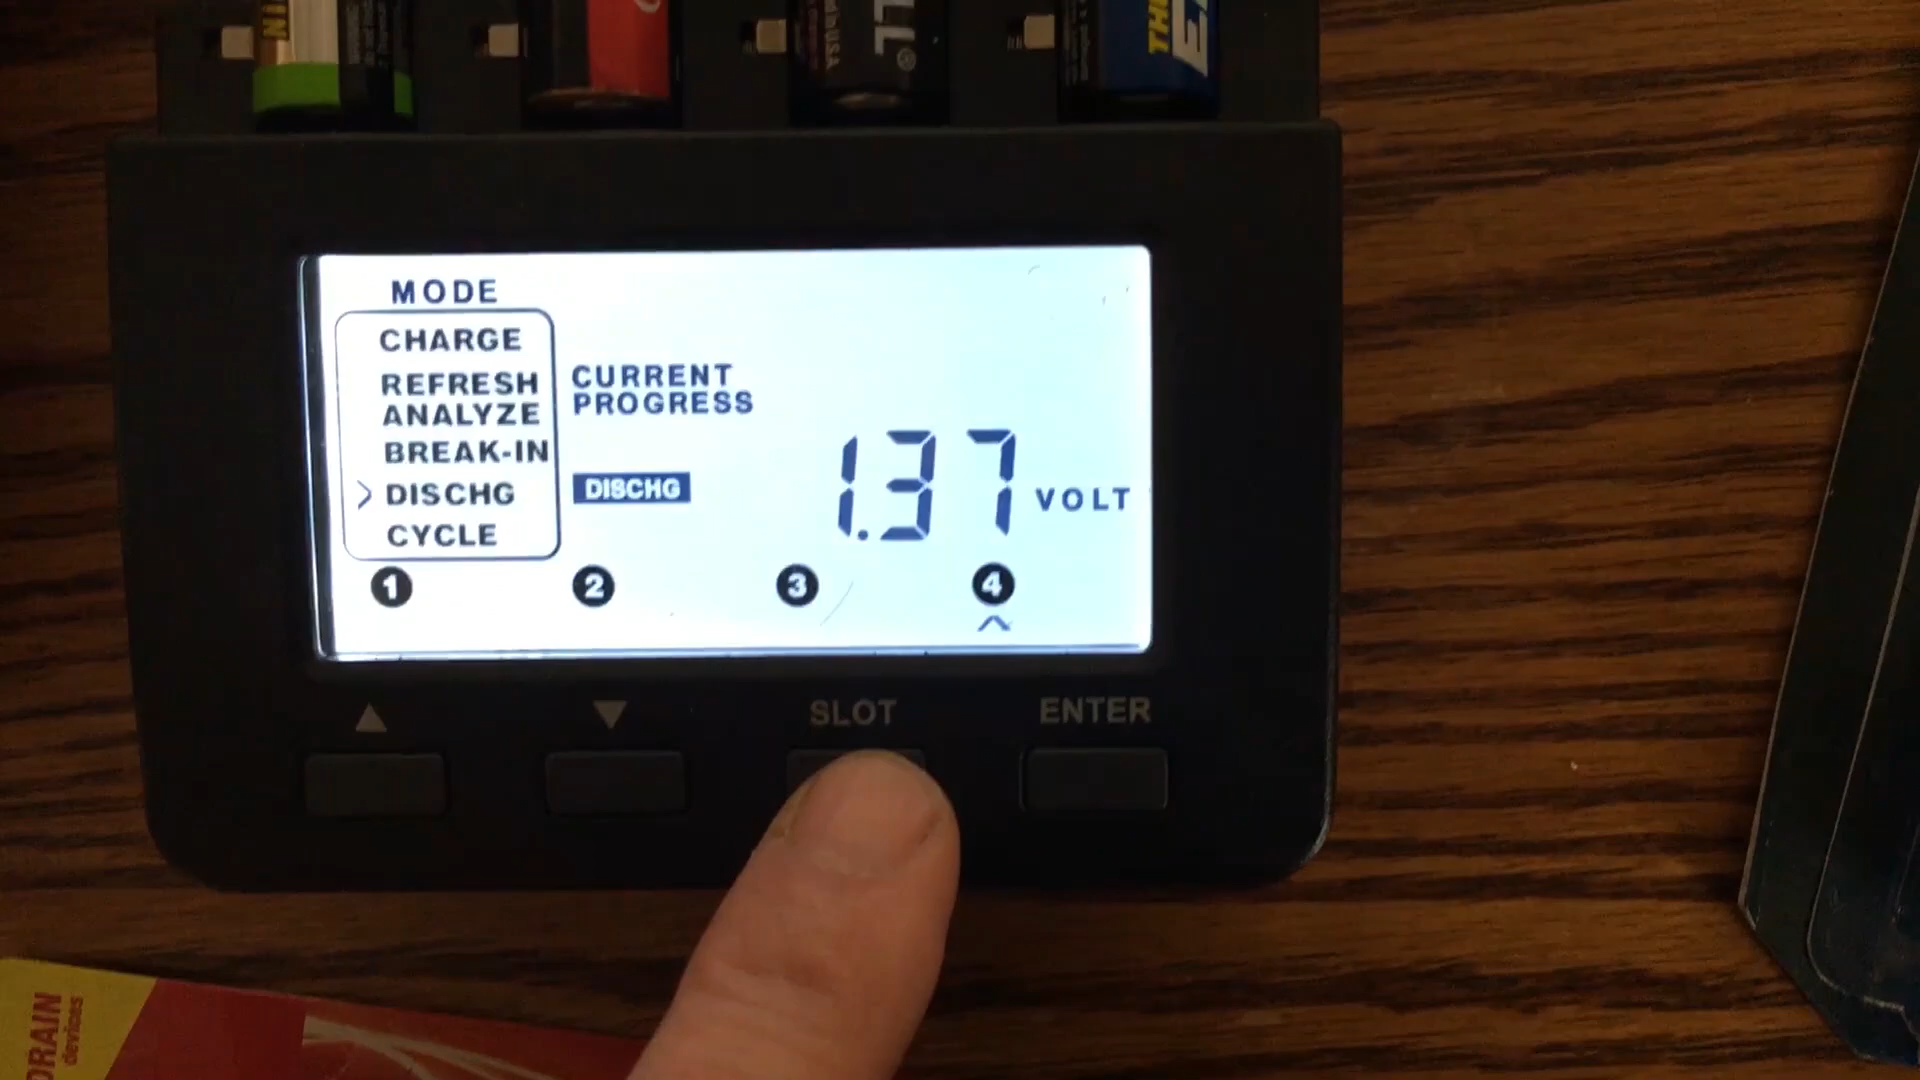 MODE
CHARGE
REFRESH
ANALYZE
BREAK-IN
> DISCHG
CYCLE
CURRENT
PROGRESS
DISCHG
1.37 VOLT
1 2 3 4
^
▲ ▼ SLOT ENTER
DRAIN
devices